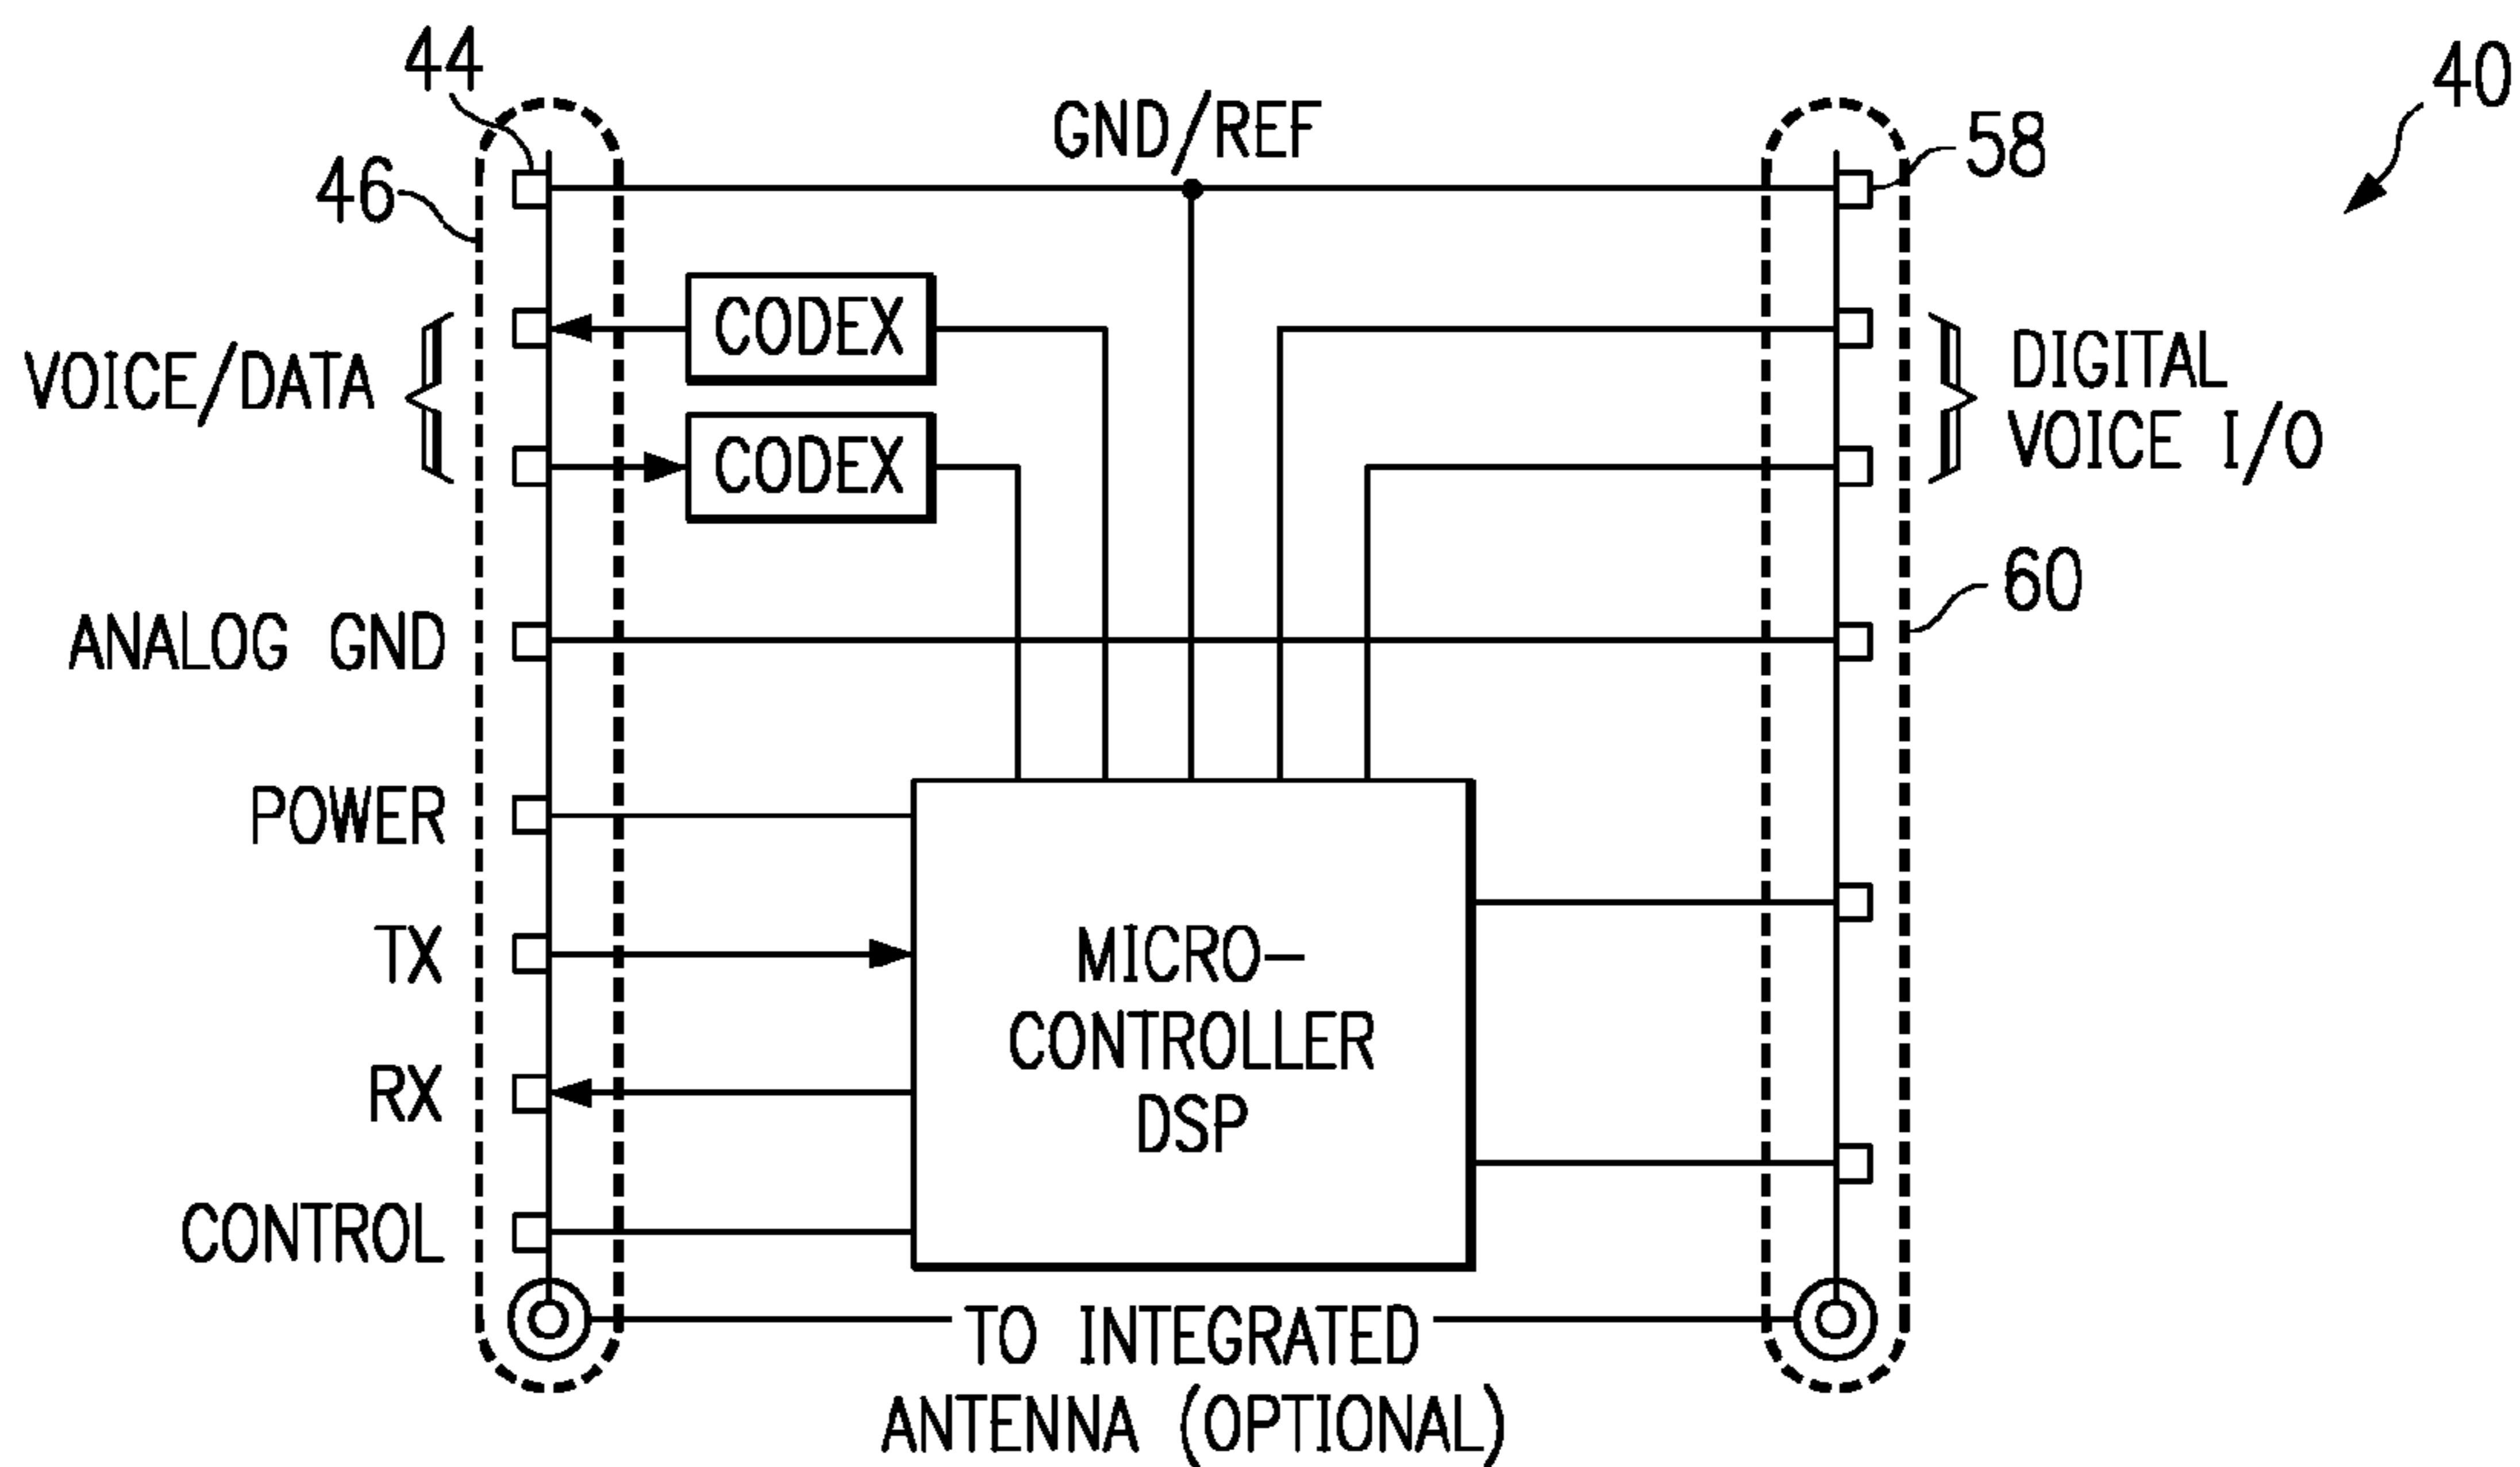 44
GND/REF
40
58
46
CODEX
VOICE/DATA
DIGITAL
VOICE I/O
CODEX
60
ANALOG GND
POWER
TX
MICRO-
CONTROLLER
DSP
RX
CONTROL
TO INTEGRATED
ANTENNA (OPTIONAL)